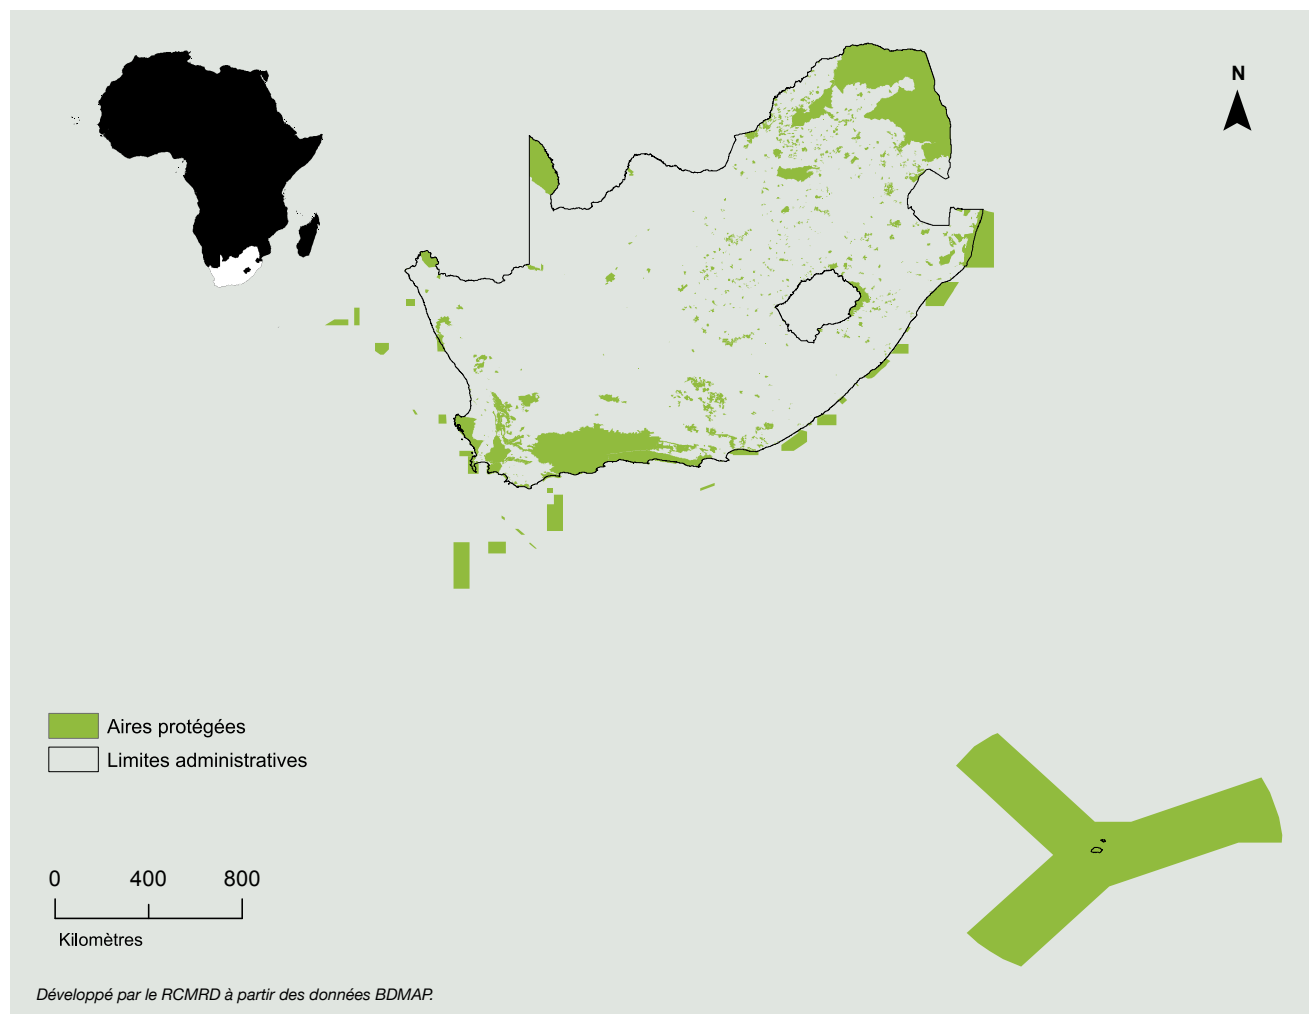 N
Aires protégées
Limites administratives
0 400 800
Kilomètres
Développé par le RCMRD à partir des données BDMAP.